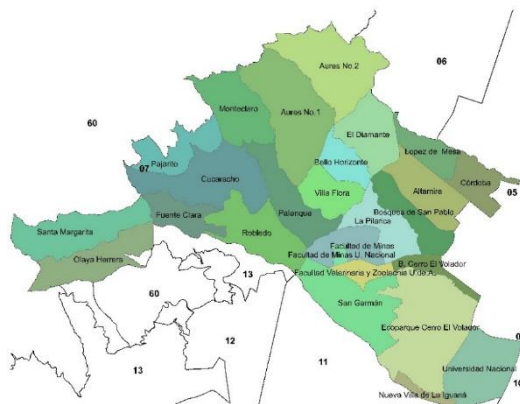 Aures No.2
06
Monteclaro
Aures No.1
60
El Diamante
Lopez de Mesa
Pajarito
07
Bello Horizonte
Cucaracho
Córdoba
05
Villa Flora
Altamira
Palenque
Bosques de San Pablo
Fuente Clara
La Pilarica
Santa Margarita
Robledo
Facultad de Minas
Facultad de Minas U. Nacional
Olaya Herrera
B. Cerro El Volador
13
Facultad Veterinaria y Zootecnia U.de.A.
60
San Germán
Ecoparque Cerro El Volador
12
11
13
Universidad Nacional
10
Nueva Villa de La Iguaná